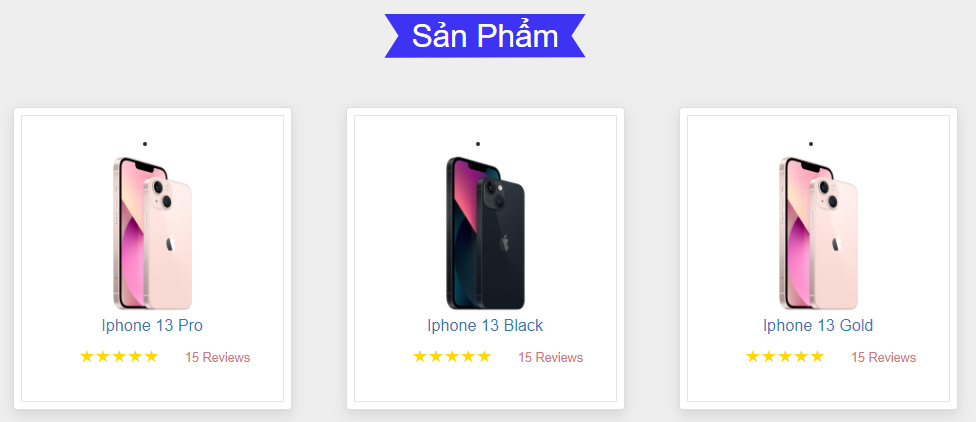 Sản Phẩm
Iphone 13 Pro
★★★★★ 15 Reviews
Iphone 13 Black
★★★★★ 15 Reviews
Iphone 13 Gold
★★★★★ 15 Reviews